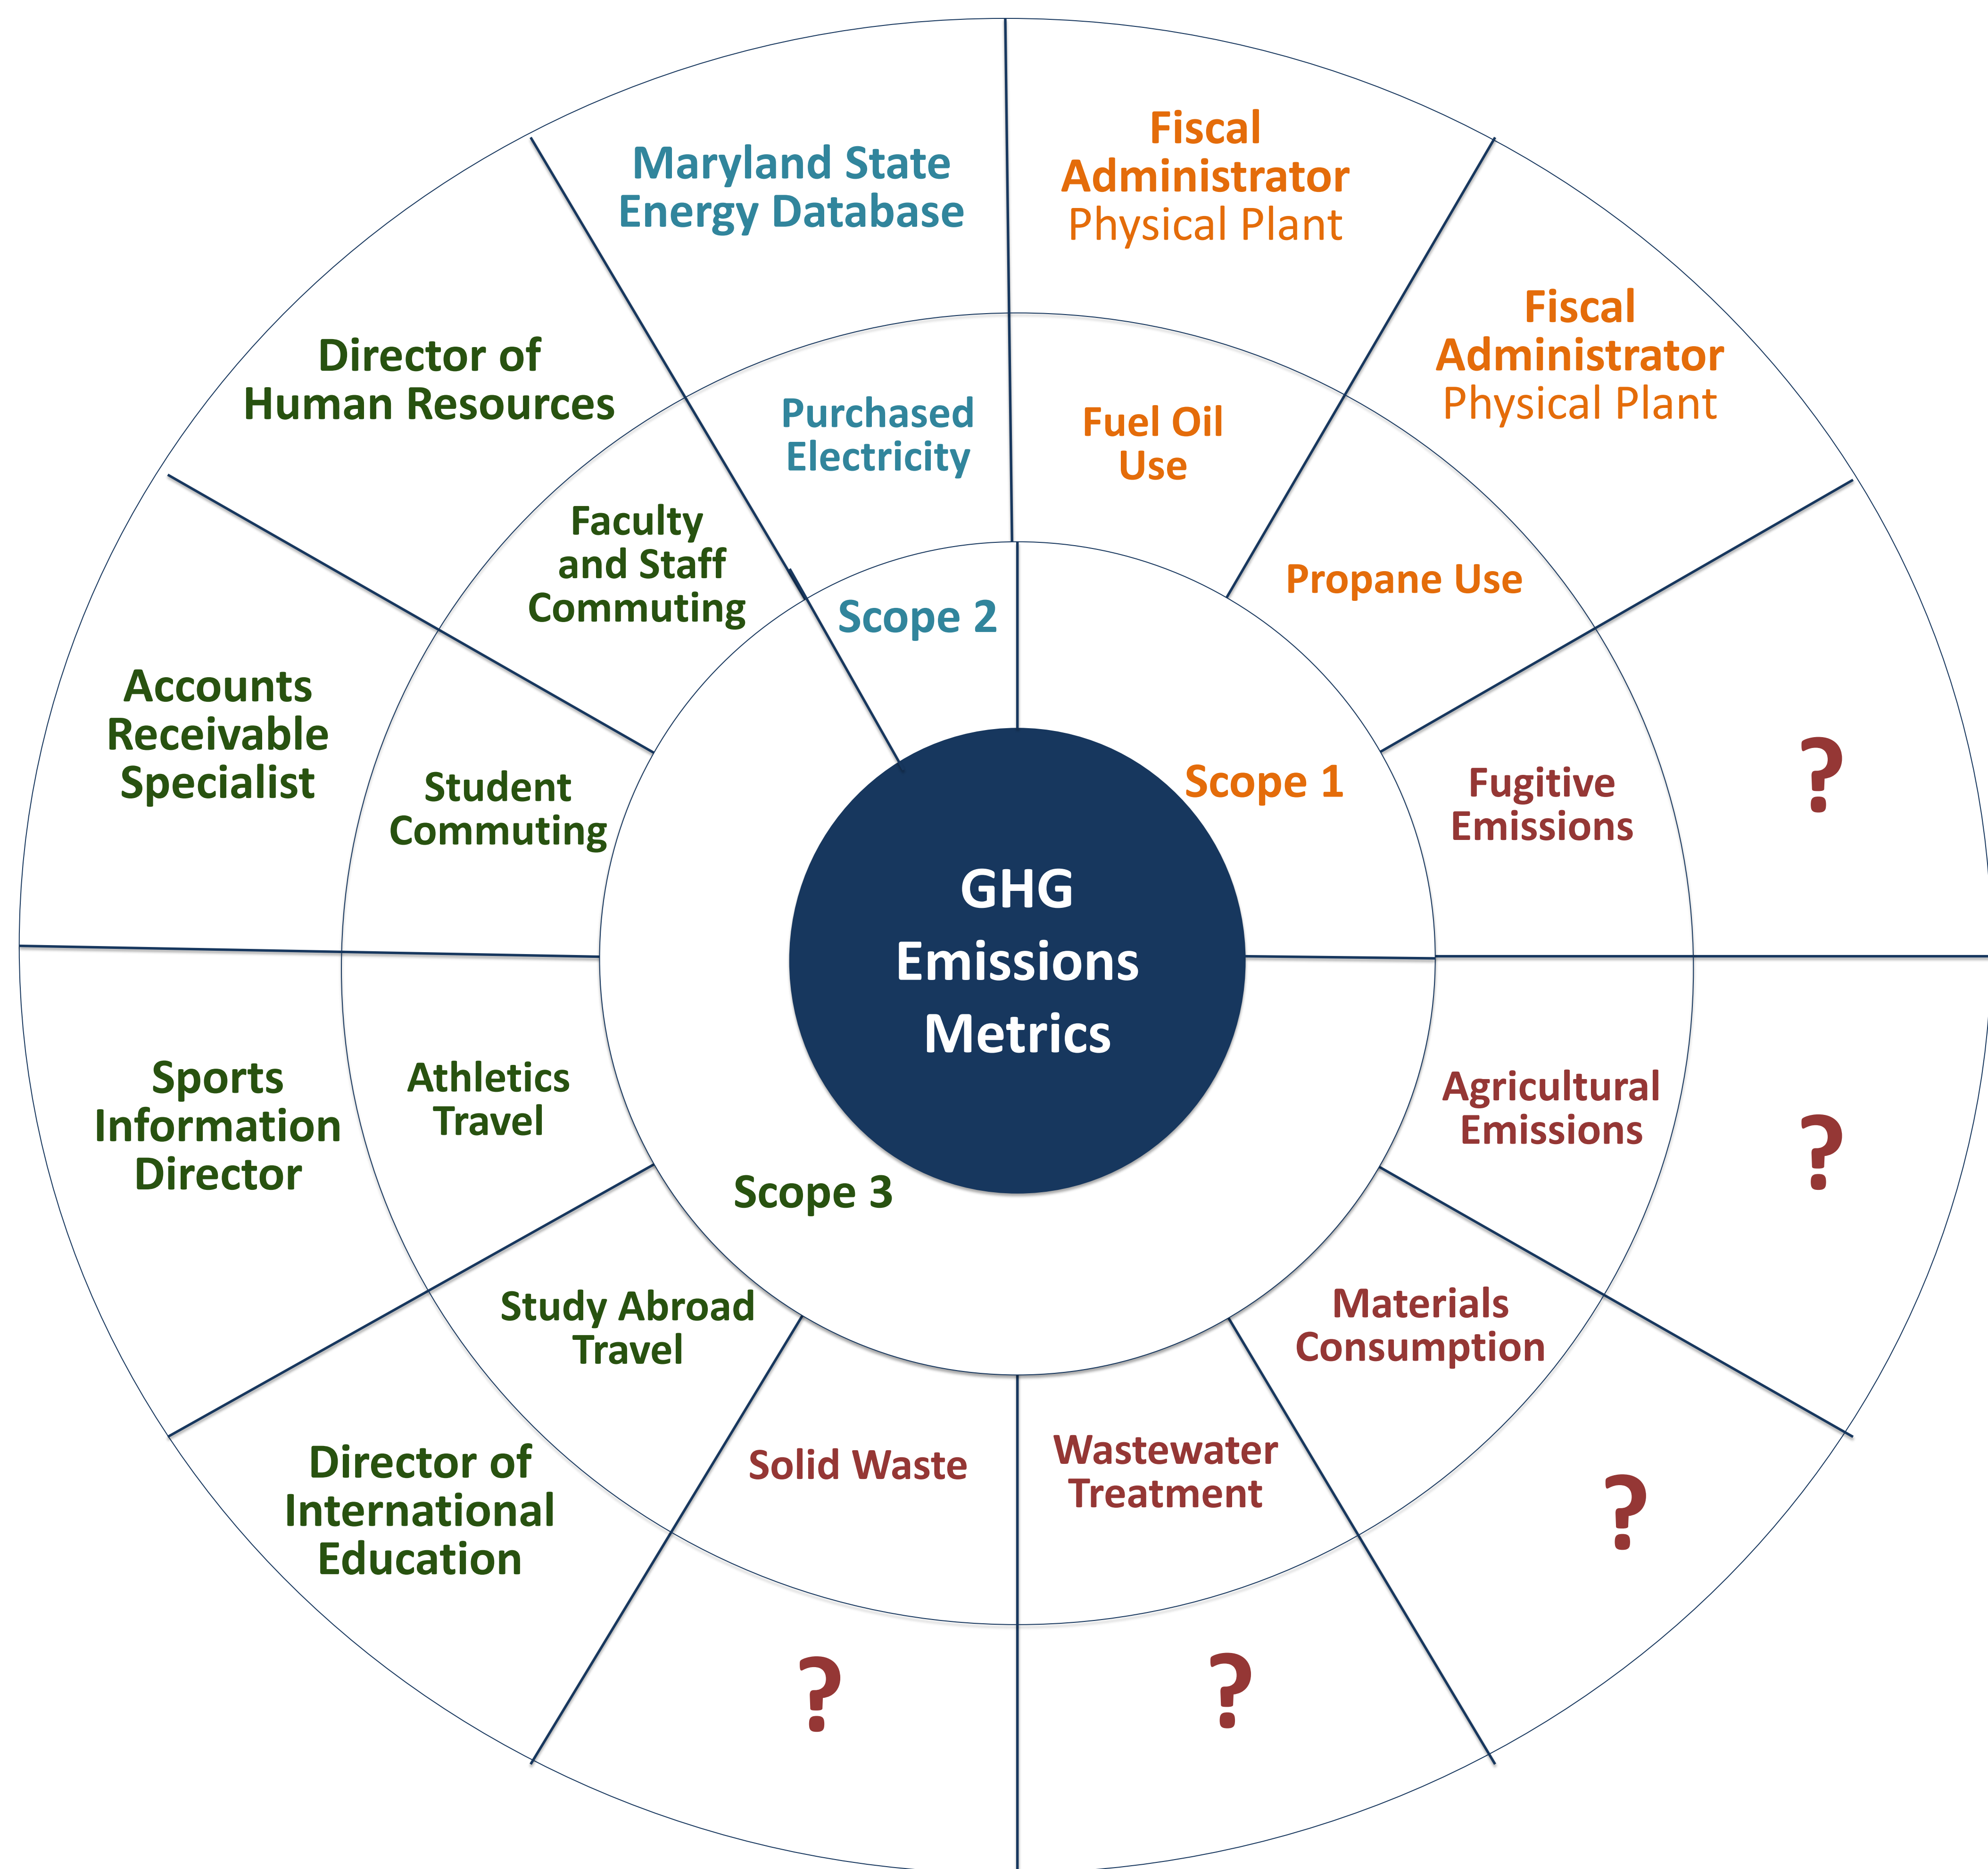 GHG
Emissions
Metrics
Scope 1
Scope 2
Scope 3
Fuel Oil
Use
Propane Use
Fugitive
Emissions
Agricultural
Emissions
Materials
Consumption
Wastewater
Treatment
Solid Waste
Study Abroad
Travel
Athletics
Travel
Student
Commuting
Faculty
and Staff
Commuting
Purchased
Electricity
Fiscal
Administrator
Physical Plant
Fiscal
Administrator
Physical Plant
?
?
?
?
?
Director of
International
Education
Sports
Information
Director
Accounts
Receivable
Specialist
Director of
Human Resources
Maryland State
Energy Database